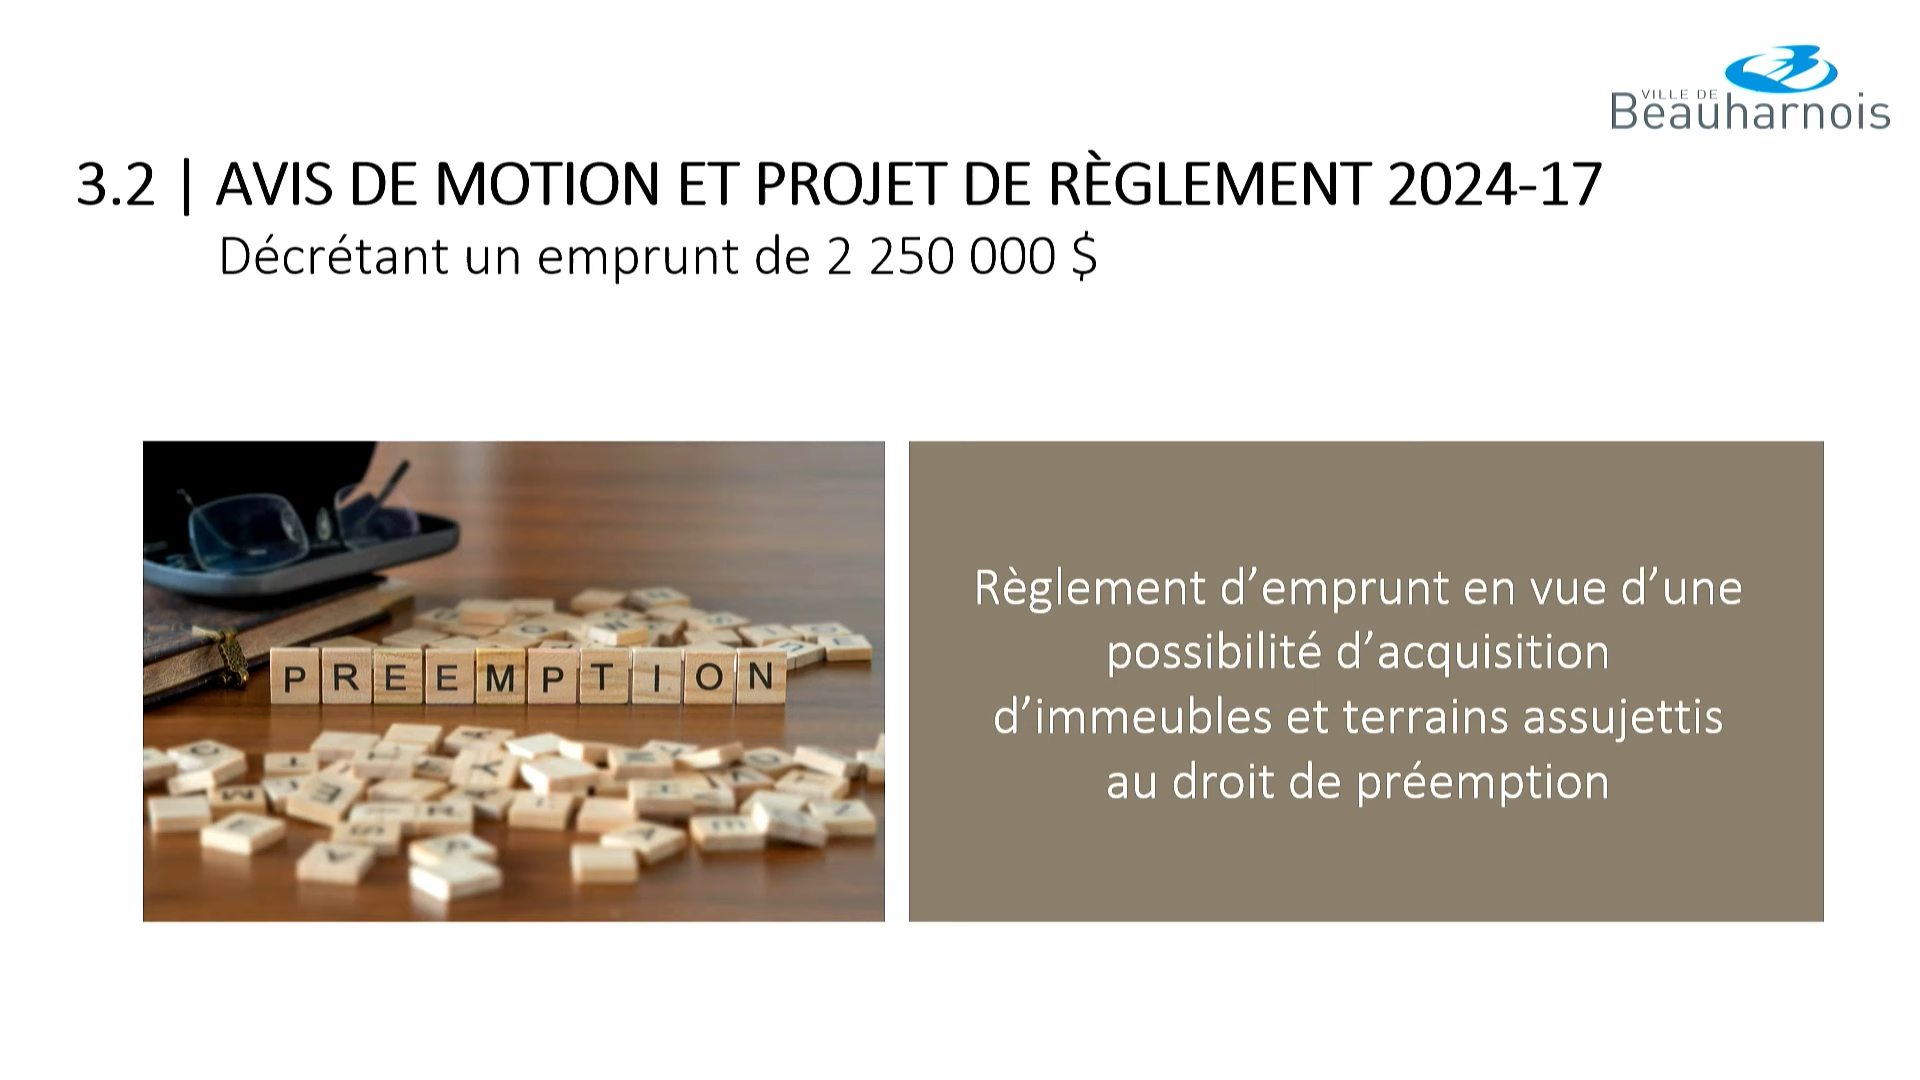 VILLE DE
Beauharnois
3.2 | AVIS DE MOTION ET PROJET DE RÈGLEMENT 2024-17
Décrétant un emprunt de 2 250 000 $
PREEMPTION
Règlement d’emprunt en vue d’une
possibilité d’acquisition
d’immeubles et terrains assujettis
au droit de préemption